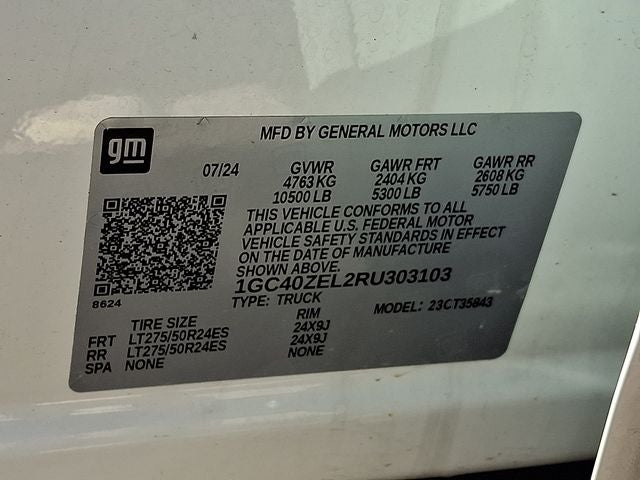 gm
MFD BY GENERAL MOTORS LLC
07/24 GVWR GAWR FRT GAWR RR
4763 KG 2404 KG 2608 KG
10500 LB 5300 LB 5750 LB
THIS VEHICLE CONFORMS TO ALL
APPLICABLE U.S. FEDERAL MOTOR
VEHICLE SAFETY STANDARDS IN EFFECT
ON THE DATE OF MANUFACTURE
SHOWN ABOVE.
8624
1GC40ZEL2RU303103
TYPE: TRUCK MODEL: 23CT35843
TIRE SIZE RIM
FRT LT275/50R24ES 24X9J
RR LT275/50R24ES 24X9J
SPA NONE NONE